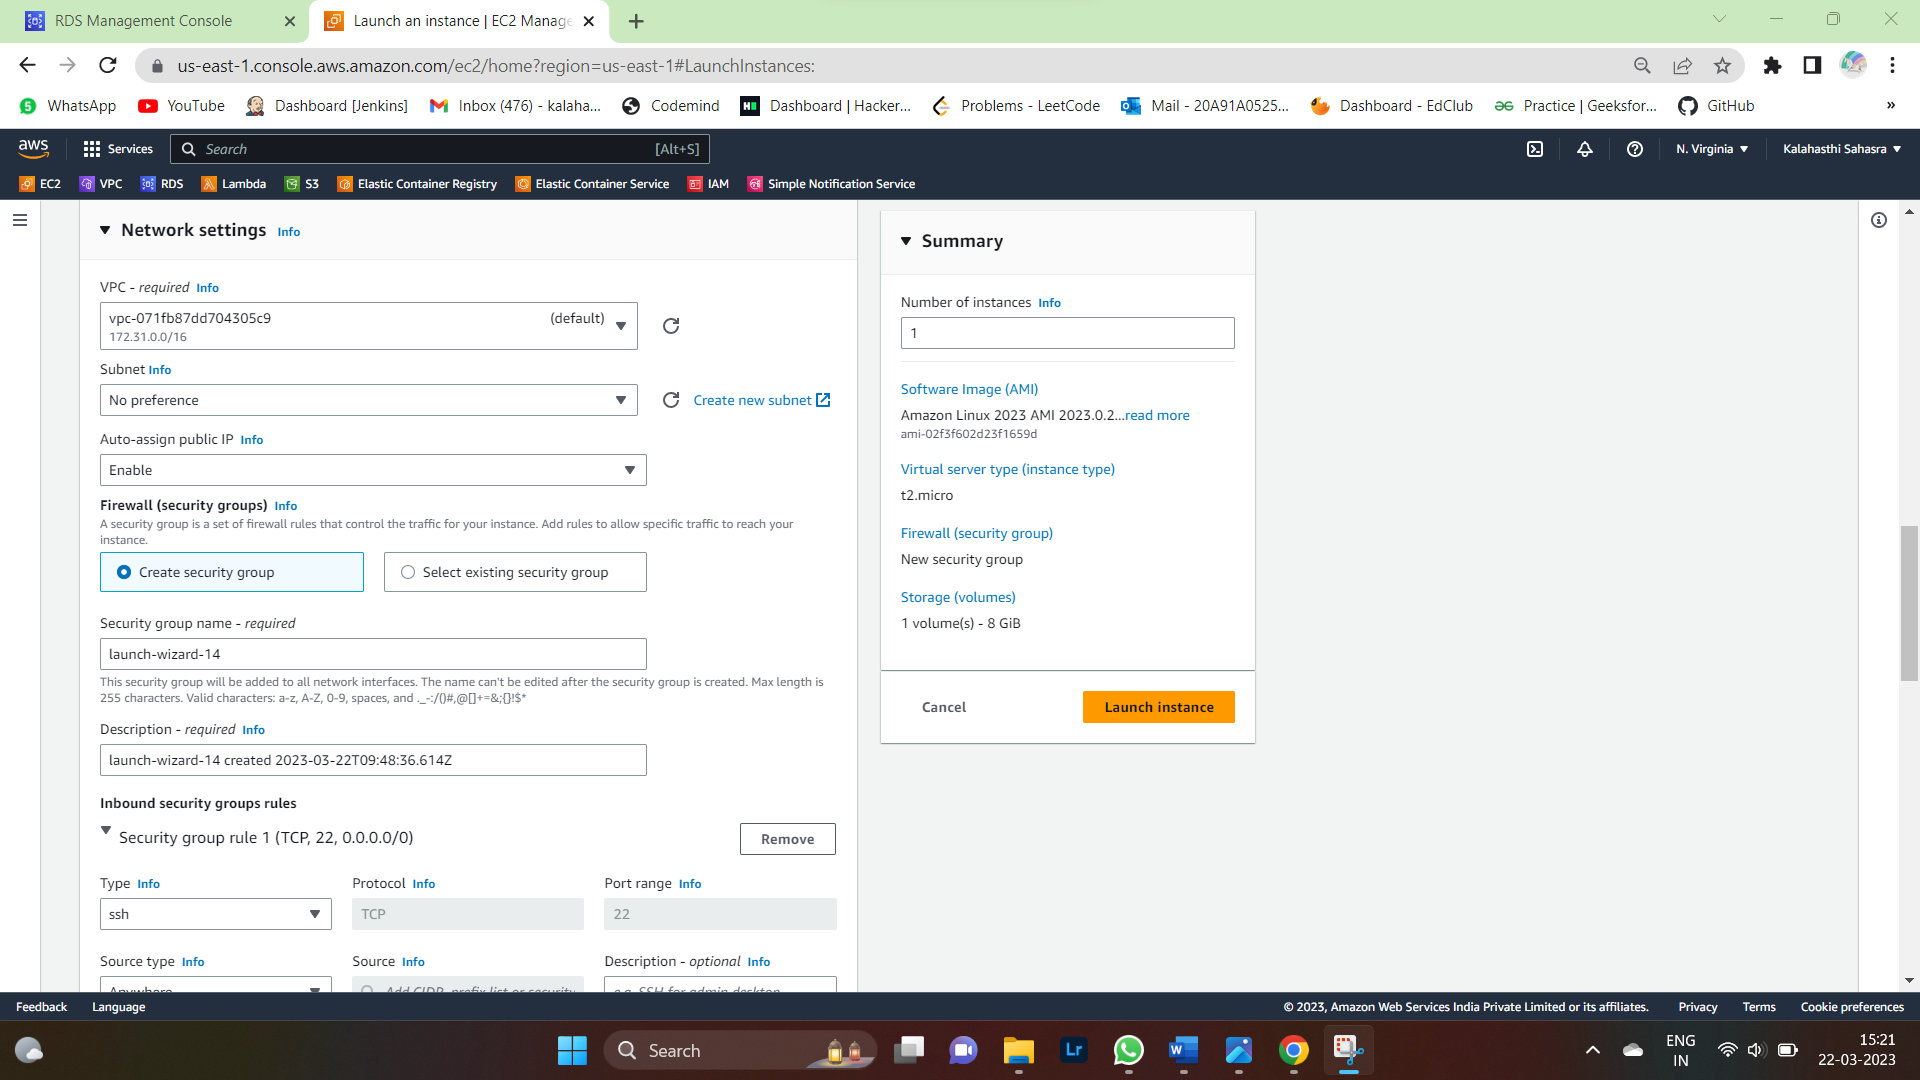 RDS Management Console
Launch an instance | EC2 Manage
us-east-1.console.aws.amazon.com/ec2/home?region=us-east-1#LaunchInstances:
WhatsApp YouTube Dashboard [Jenkins] Inbox (476) - kalaha... Codemind Dashboard | Hacker... Problems - LeetCode Mail - 20A91A0525... Dashboard - EdClub Practice | Geeksfor... GitHub »
aws Services Search [Alt+S] N. Virginia Kalahasthi Sahasra
EC2 VPC RDS Lambda S3 Elastic Container Registry Elastic Container Service IAM Simple Notification Service
Network settings Info
VPC - required Info
vpc-071fb87dd704305c9 (default)
172.31.0.0/16
Subnet Info
No preference
Create new subnet
Auto-assign public IP Info
Enable
Firewall (security groups) Info
A security group is a set of firewall rules that control the traffic for your instance. Add rules to allow specific traffic to reach your
instance.
Create security group
Select existing security group
Security group name - required
launch-wizard-14
This security group will be added to all network interfaces. The name can't be edited after the security group is created. Max length is
255 characters. Valid characters: a-z, A-Z, 0-9, spaces, and ._-:/()#,@[]+=&;{}!$*
Description - required Info
launch-wizard-14 created 2023-03-22T09:48:36.614Z
Inbound security groups rules
Security group rule 1 (TCP, 22, 0.0.0.0/0)
Remove
Type Info
Protocol Info
Port range Info
ssh
TCP
22
Source type Info
Source Info
Description - optional Info
Anywhere
Add CIDR, prefix list or security
e.g. SSH for admin desktop
Summary
Number of instances Info
1
Software Image (AMI)
Amazon Linux 2023 AMI 2023.0.2...read more
ami-02f3f602d23f1659d
Virtual server type (instance type)
t2.micro
Firewall (security group)
New security group
Storage (volumes)
1 volume(s) - 8 GiB
Cancel
Launch instance
Feedback Language © 2023, Amazon Web Services India Private Limited or its affiliates. Privacy Terms Cookie preferences
Search
Lr
W
ENG
IN
15:21
22-03-2023